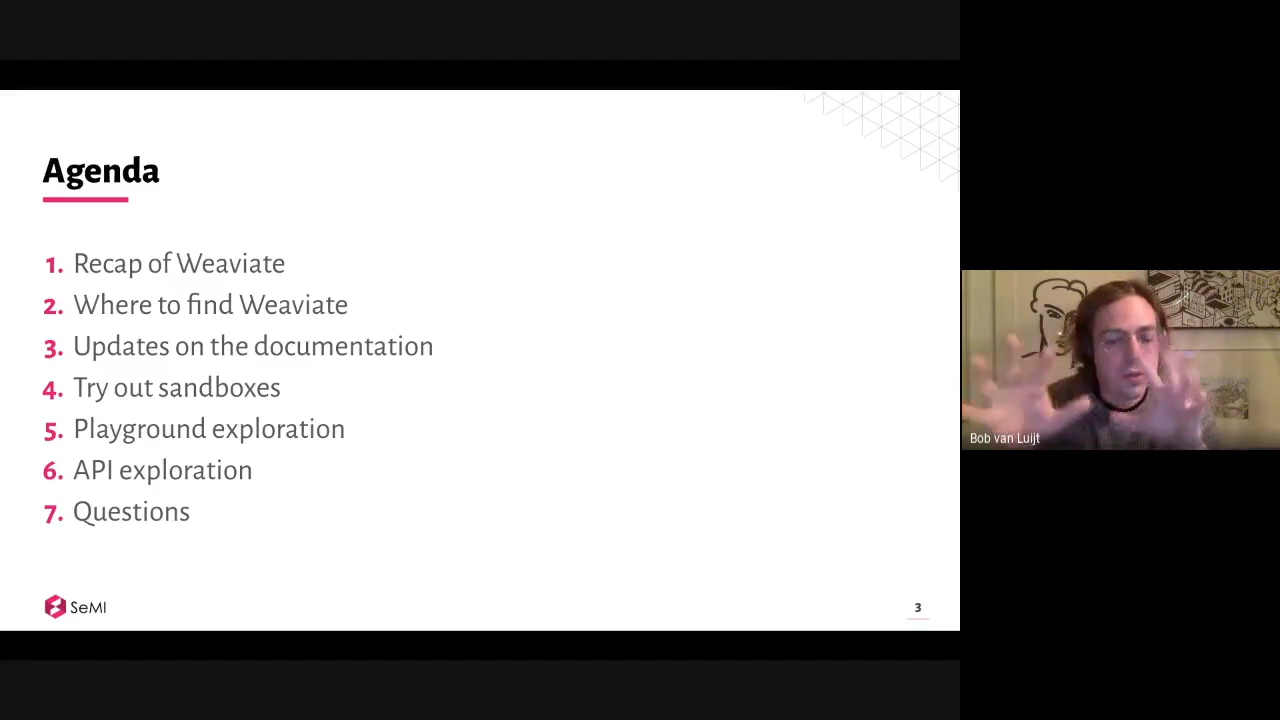 Agenda
1. Recap of Weaviate
2. Where to find Weaviate
3. Updates on the documentation
4. Try out sandboxes
5. Playground exploration
6. API exploration
7. Questions
SeMI
3
Bob van Luijt